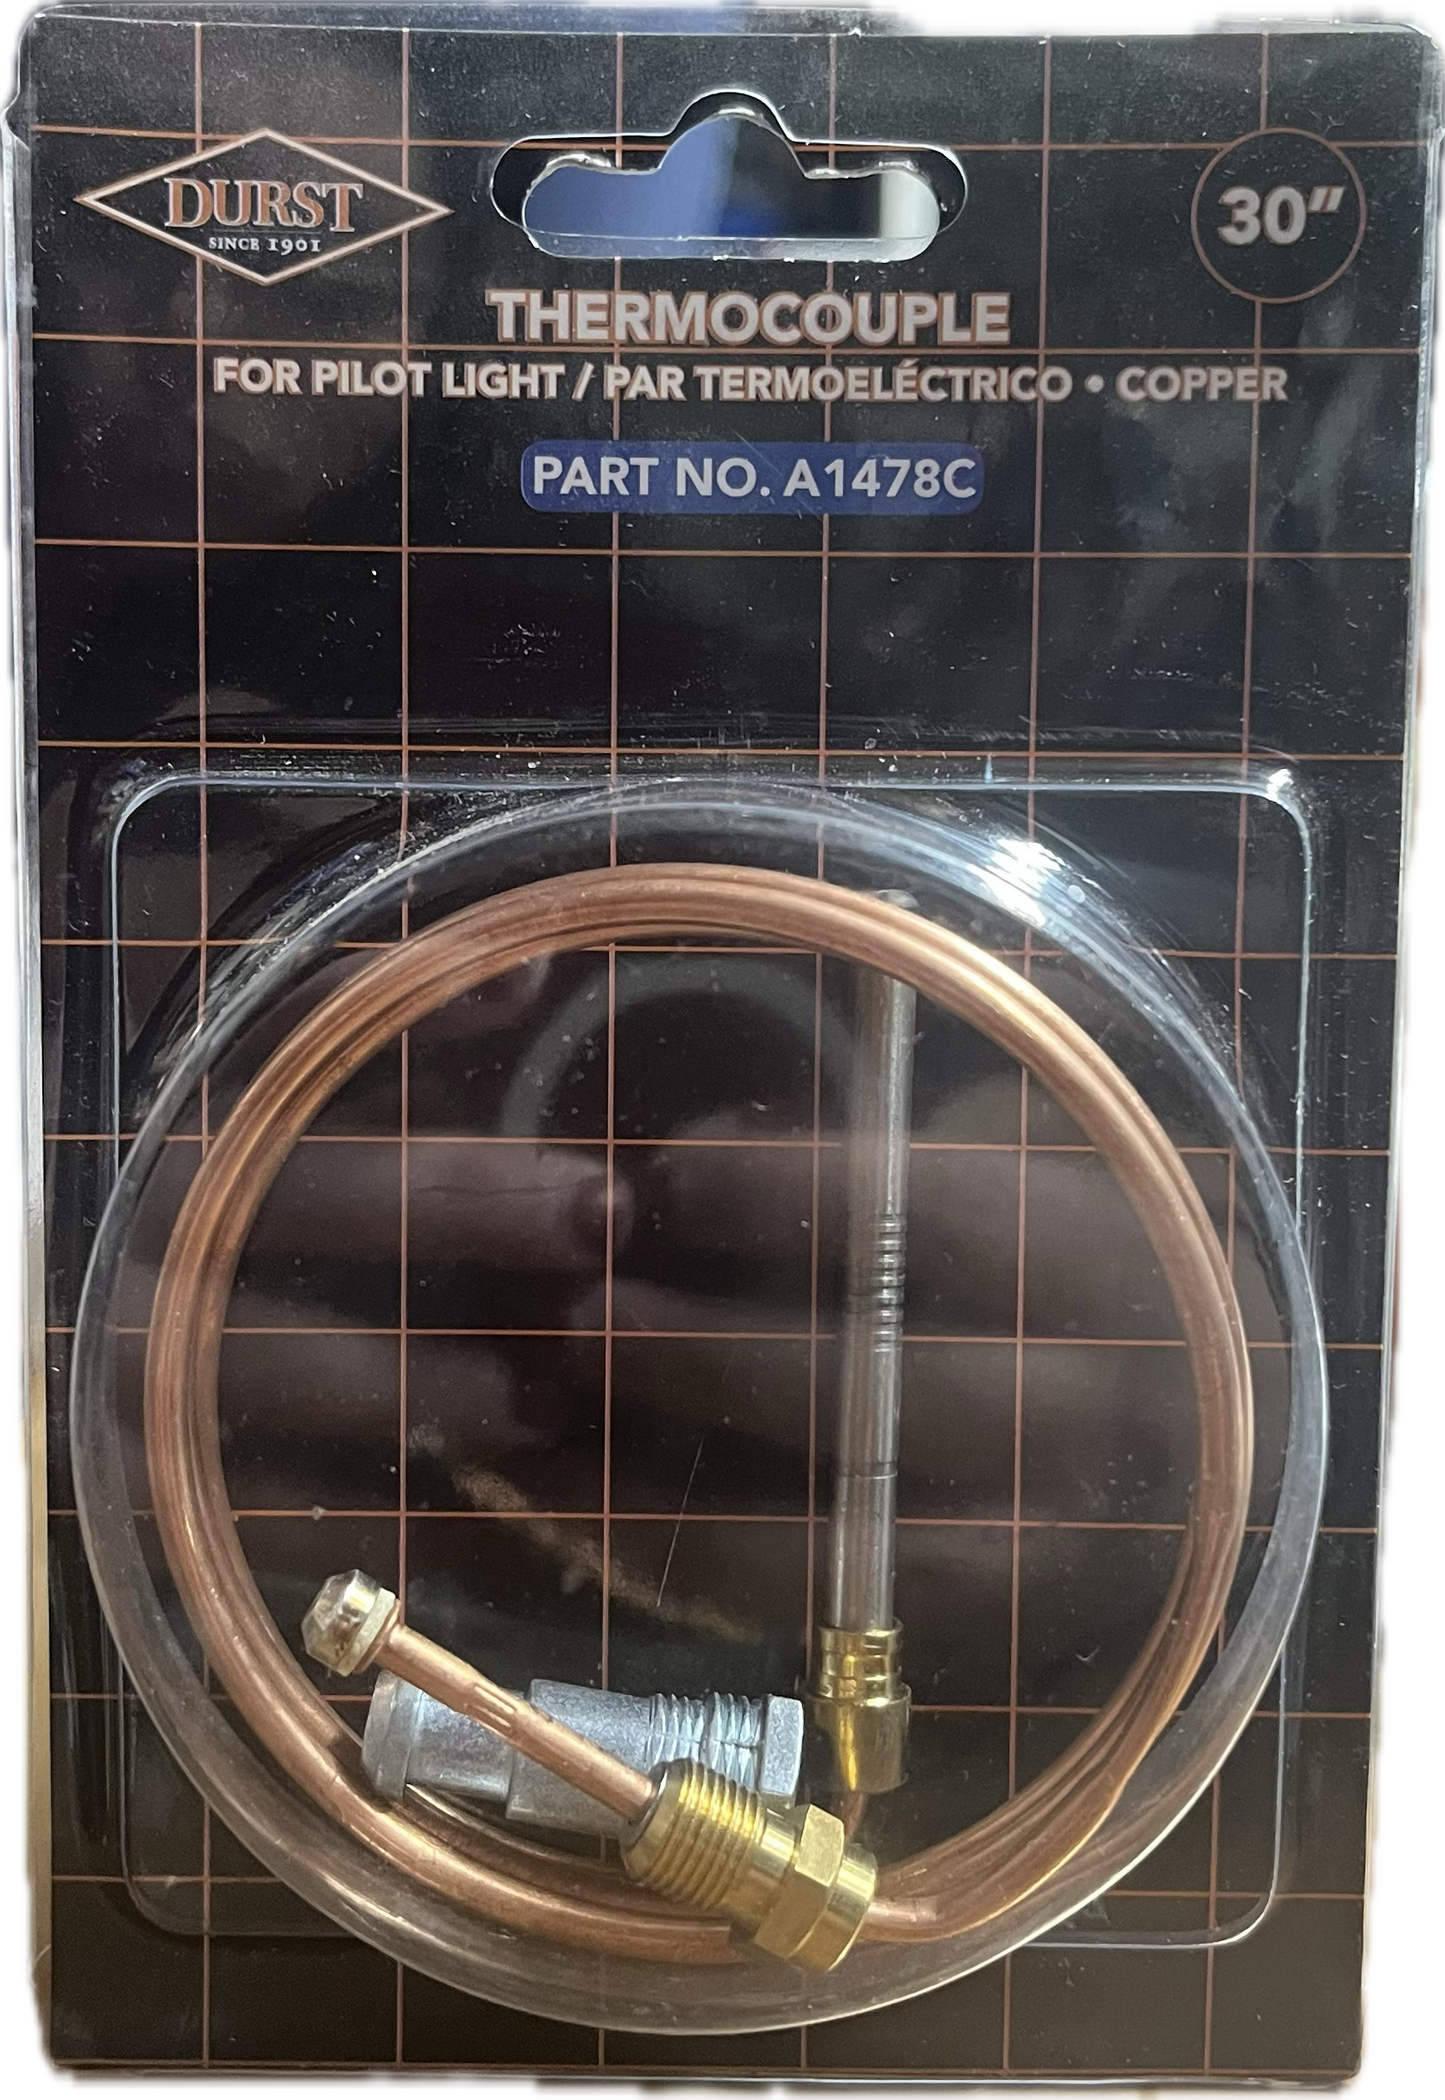 DURST
SINCE 1901
30"
THERMOCOUPLE
FOR PILOT LIGHT / PAR TERMOELÉCTRICO • COPPER
PART NO. A1478C